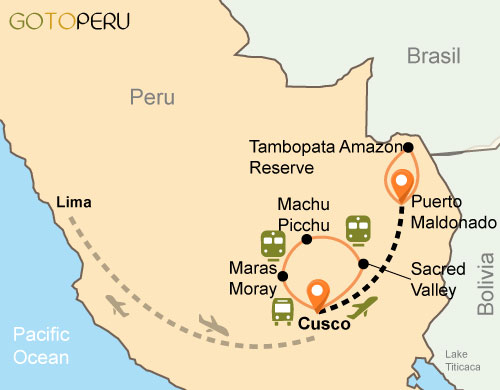 GOTOPERU
Brasil
Peru
Tambopata Amazon
Reserve
Lima
Puerto
Maldonado
Machu
Picchu
Maras
Moray
Sacred
Valley
Bolivia
Cusco
Pacific
Ocean
Lake
Titicaca